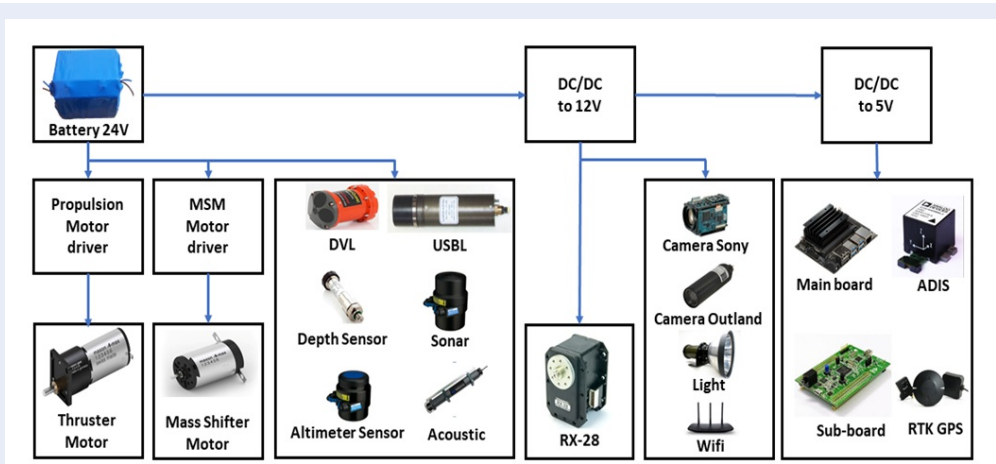 Battery 24V
DC/DC
to 12V
DC/DC
to 5V
Propulsion
Motor
driver
MSM
Motor
driver
DVL
USBL
Depth Sensor
Sonar
Altimeter Sensor
Acoustic
Thruster
Motor
Mass Shifter
Motor
RX-28
Camera Sony
Camera Outland
Light
Wifi
Main board
ADIS
Sub-board
RTK GPS